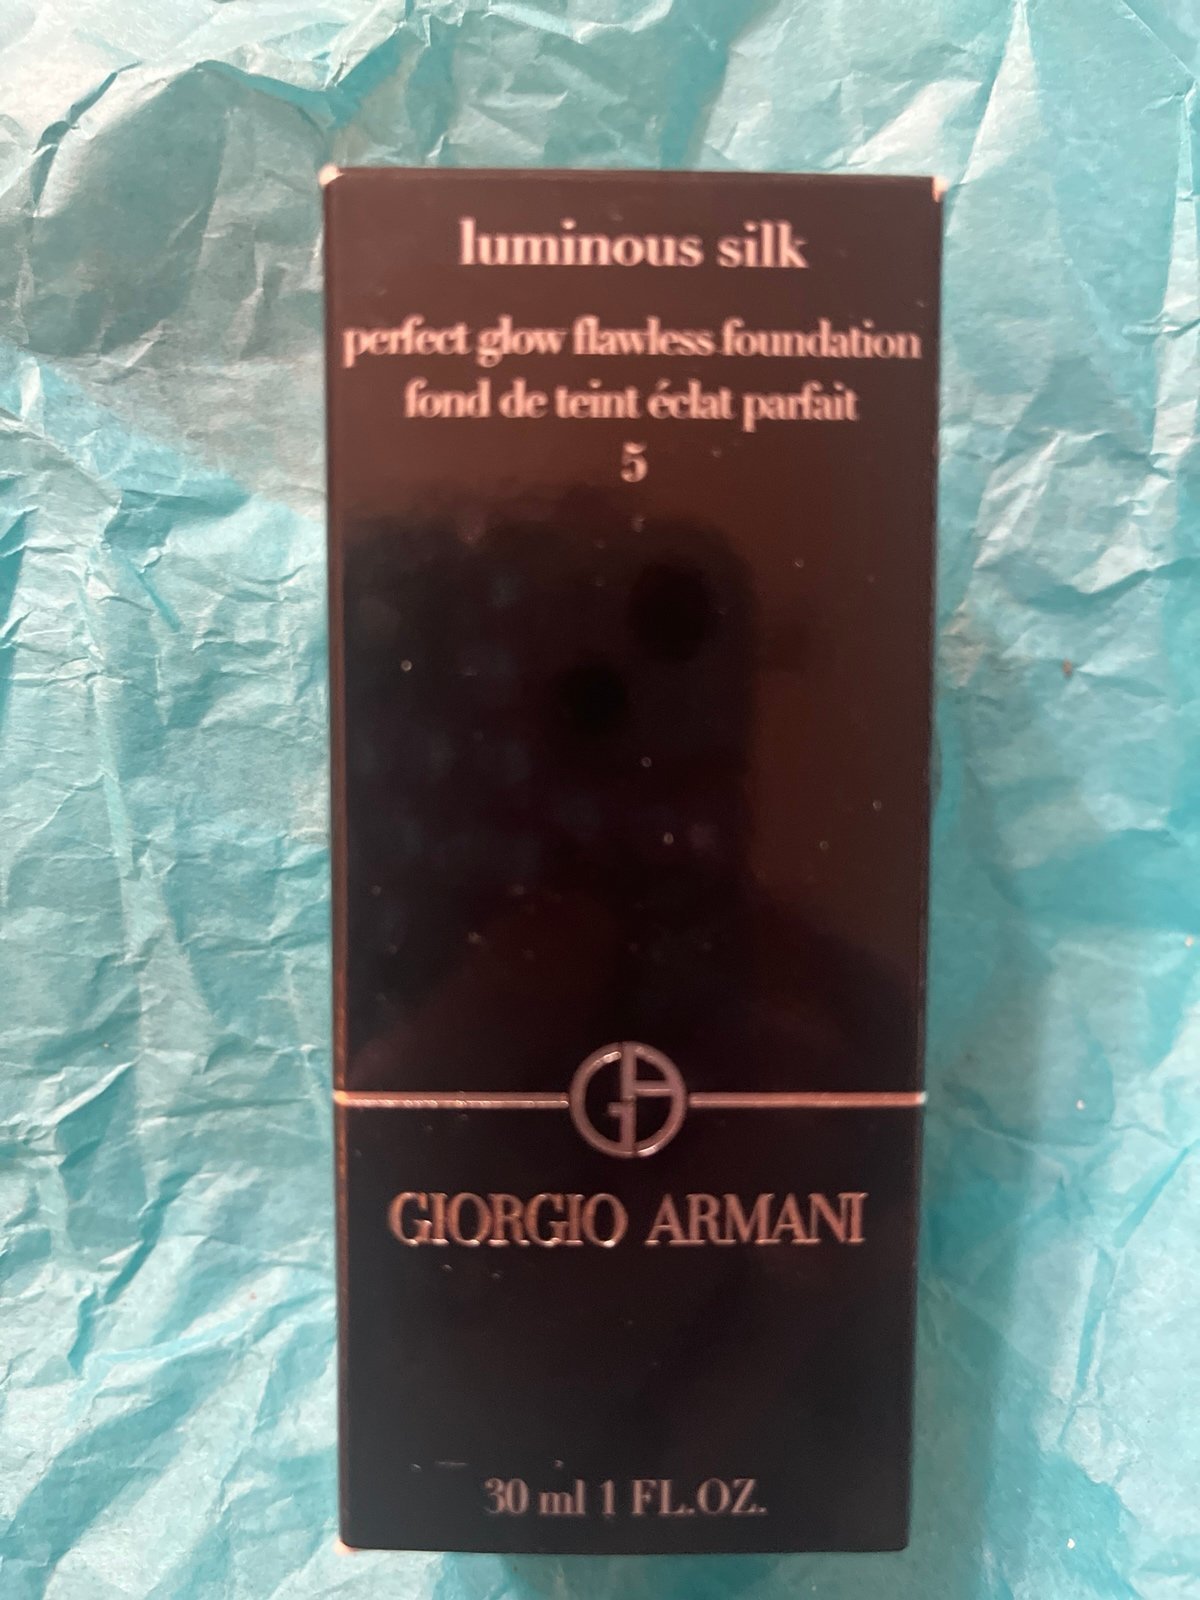 luminous silk
perfect glow flawless foundation
fond de teint éclat parfait
5
GA
GIORGIO ARMANI
30 ml 1 FL.OZ.